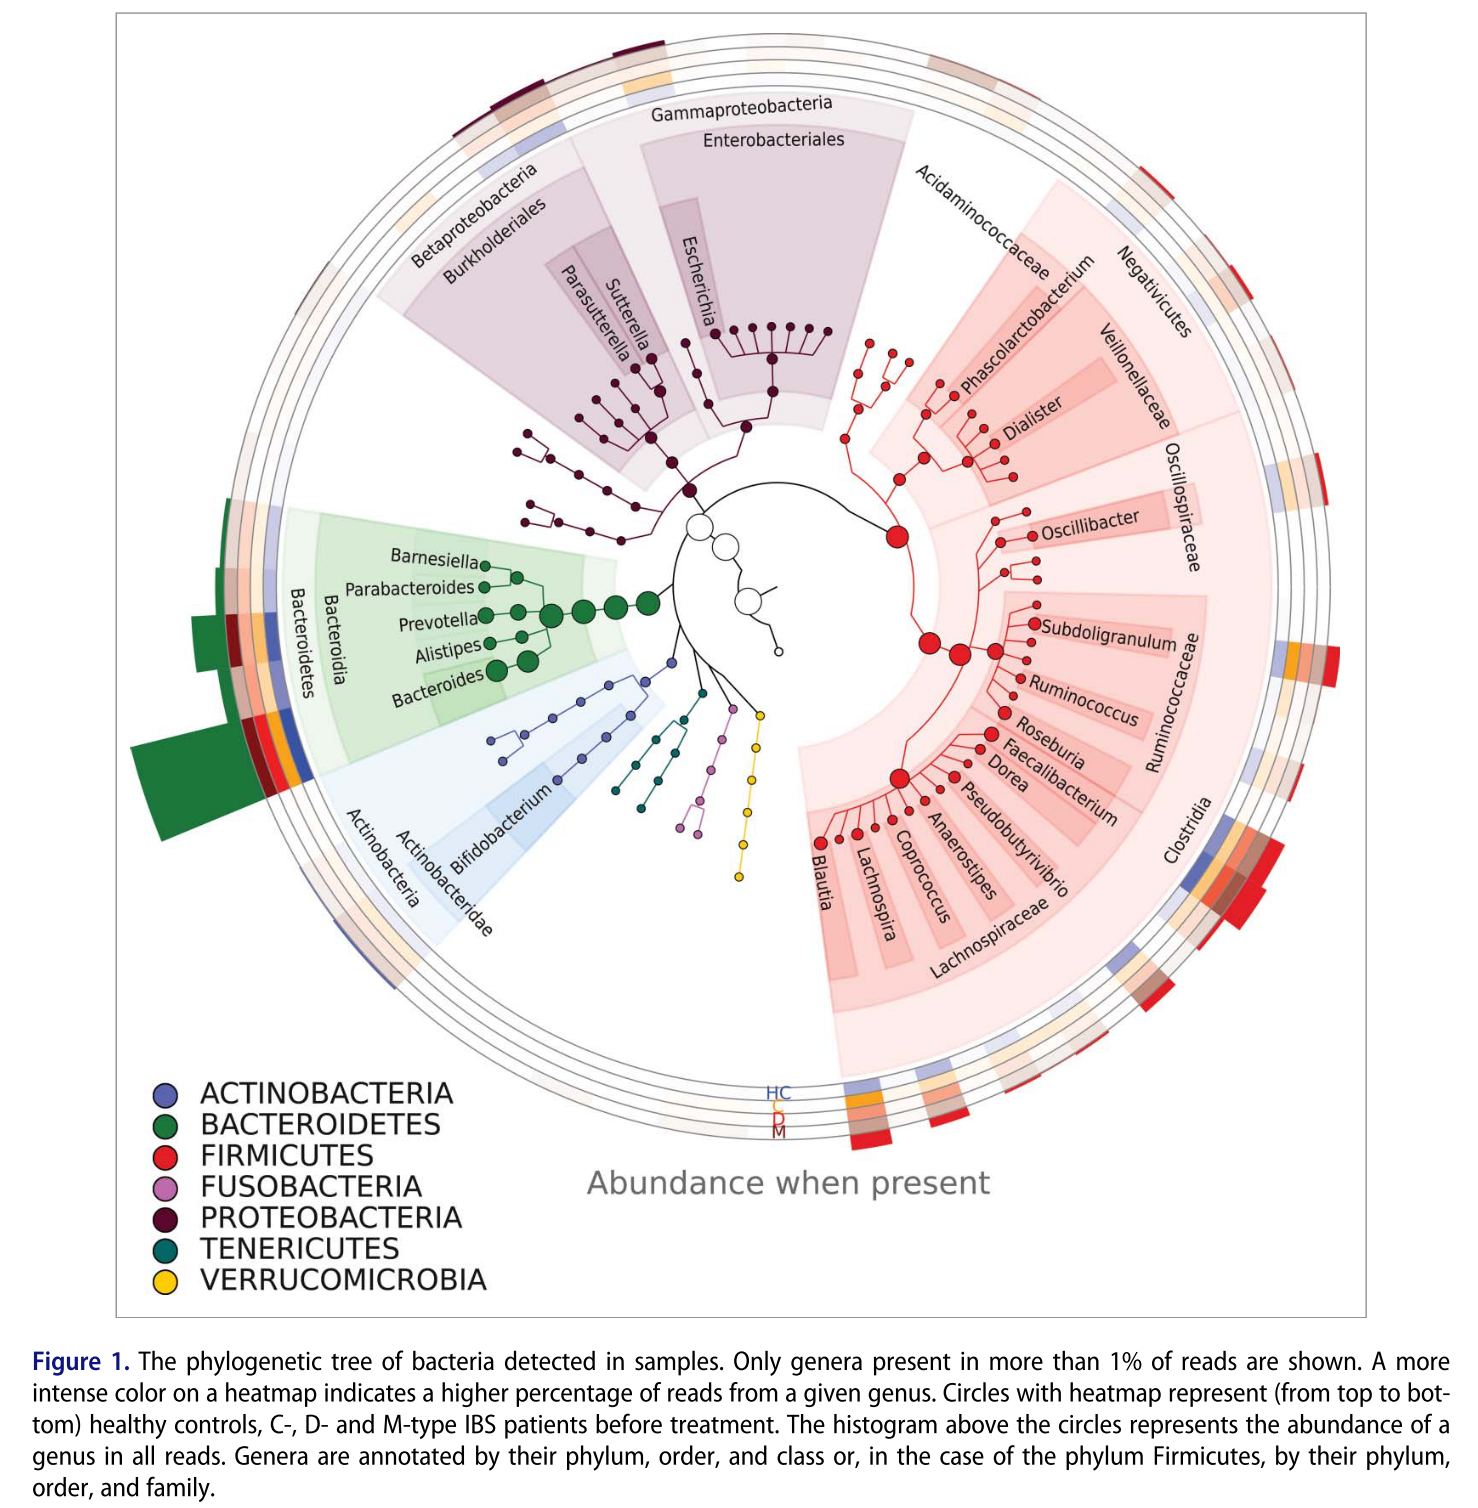 Gammaproteobacteria
Enterobacteriales
Escherichia
Betaproteobacteria
Burkholderiales
Parasutterella
Sutterella
Acidaminococcaceae
Phascolarctobacterium
Negativicutes
Veillonellaceae
Dialister
Oscillospiraceae
Oscillibacter
Subdoligranulum
Ruminococcus
Ruminococcaceae
Roseburia
Faecalibacterium
Dorea
Pseudobutyrivibrio
Anaerostipes
Coprococcus
Lachnospira
Blautia
Lachnospiraceae
Clostridia
Barnesiella
Parabacteroides
Prevotella
Alistipes
Bacteroides
Bacteroidia
Bacteroidetes
Bifidobacterium
Actinobacteridae
Actinobacteria
HC
C
D
M
Abundance when present
ACTINOBACTERIA
BACTEROIDETES
FIRMICUTES
FUSOBACTERIA
PROTEOBACTERIA
TENERICUTES
VERRUCOMICROBIA
Figure 1. The phylogenetic tree of bacteria detected in samples. Only genera present in more than 1% of reads are shown. A more
intense color on a heatmap indicates a higher percentage of reads from a given genus. Circles with heatmap represent (from top to bot-
tom) healthy controls, C-, D- and M-type IBS patients before treatment. The histogram above the circles represents the abundance of a
genus in all reads. Genera are annotated by their phylum, order, and class or, in the case of the phylum Firmicutes, by their phylum,
order, and family.